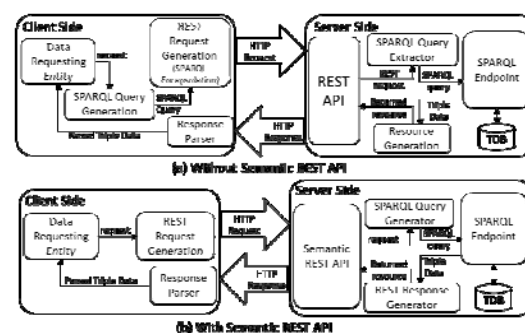 Client Side
Data
Requesting
Entity
request
REST
Request
Generation
(SPARQL
Encapsulation)
SPARQL Query
Generation
SPARQL
Query
Response
Parser
Parsed Triple Data
HTTP
Request
HTTP
Response
Server Side
REST
API
SPARQL Query
Extractor
REST
Request
SPARQL
query
Returned
resource
Triple
Data
Resource
Generation
SPARQL
Endpoint
TDB
(a) Without Semantic REST API
Client Side
Data
Requesting
Entity
request
REST
Request
Generation
Response
Parser
Parsed Triple Data
HTTP
Request
HTTP
Response
Server Side
Semantic
REST API
SPARQL Query
Generator
request
SPARQL
query
Returned
resource
Triple
Data
REST Response
Generator
SPARQL
Endpoint
TDB
(b) With Semantic REST API